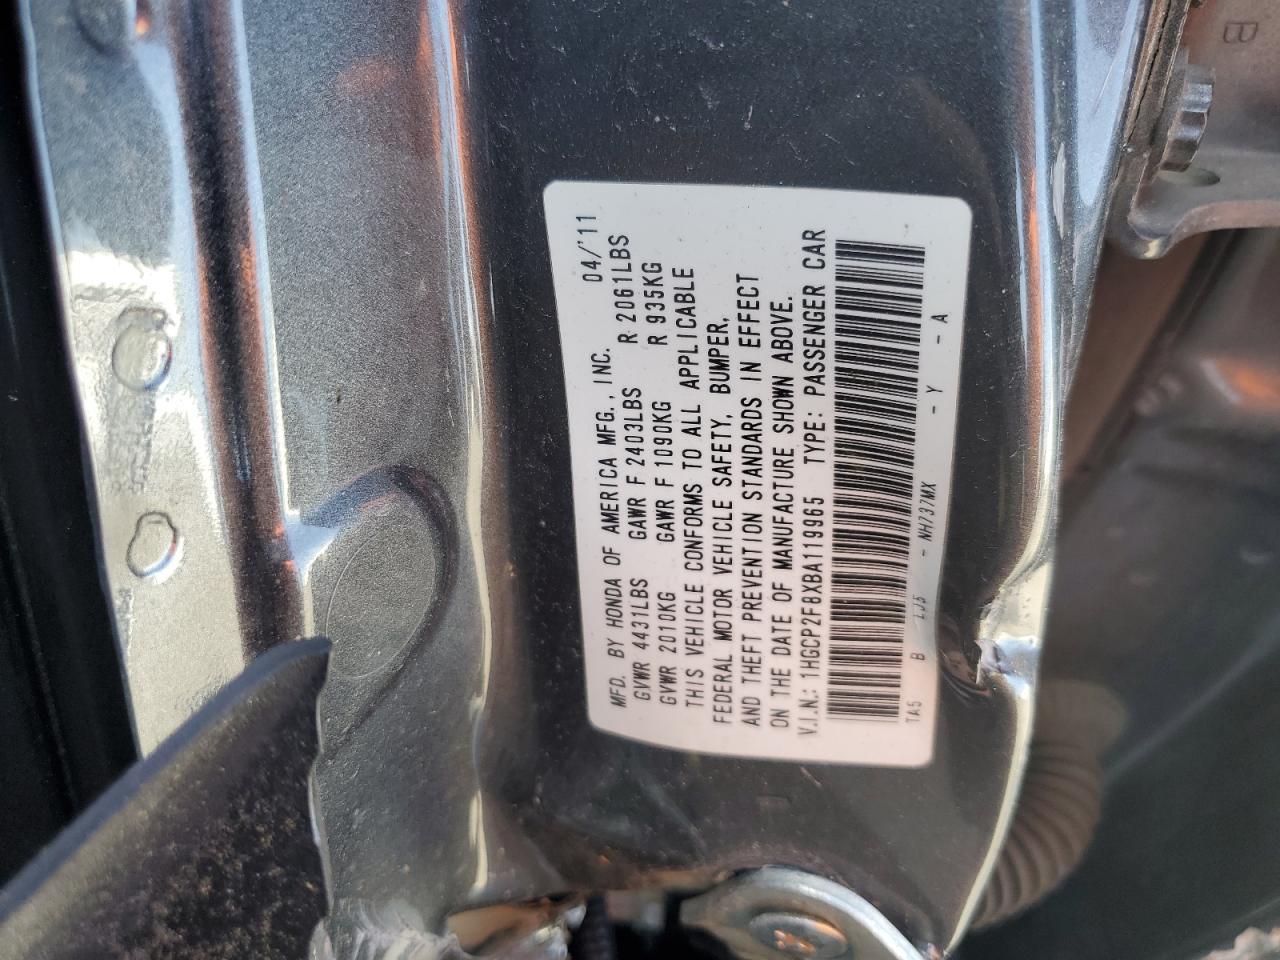 MFD. BY HONDA OF AMERICA MFG., INC. 04/'11
GVWR 4431LBS GAWR F 2403LBS R 2061LBS
GVWR 2010KG GAWR F 1090KG R 935KG
THIS VEHICLE CONFORMS TO ALL APPLICABLE
FEDERAL MOTOR VEHICLE SAFETY, BUMPER,
AND THEFT PREVENTION STANDARDS IN EFFECT
ON THE DATE OF MANUFACTURE SHOWN ABOVE.
V.I.N.: 1HGCP2F8XBA119965 TYPE: PASSENGER CAR
TA5 B LJ5 - NH737MX - Y - A
B